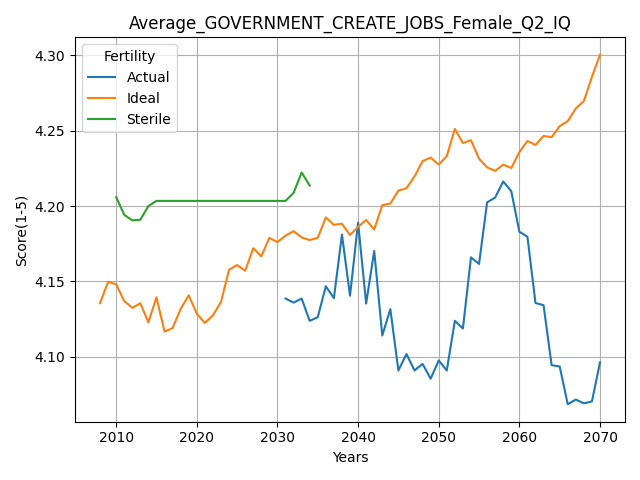 Average_GOVERNMENT_CREATE_JOBS_Female_Q2_IQ
Fertility
Actual
Ideal
Sterile
Score(1-5)
4.30
4.25
4.20
4.15
4.10
2010 2020 2030 2040 2050 2060 2070
Years